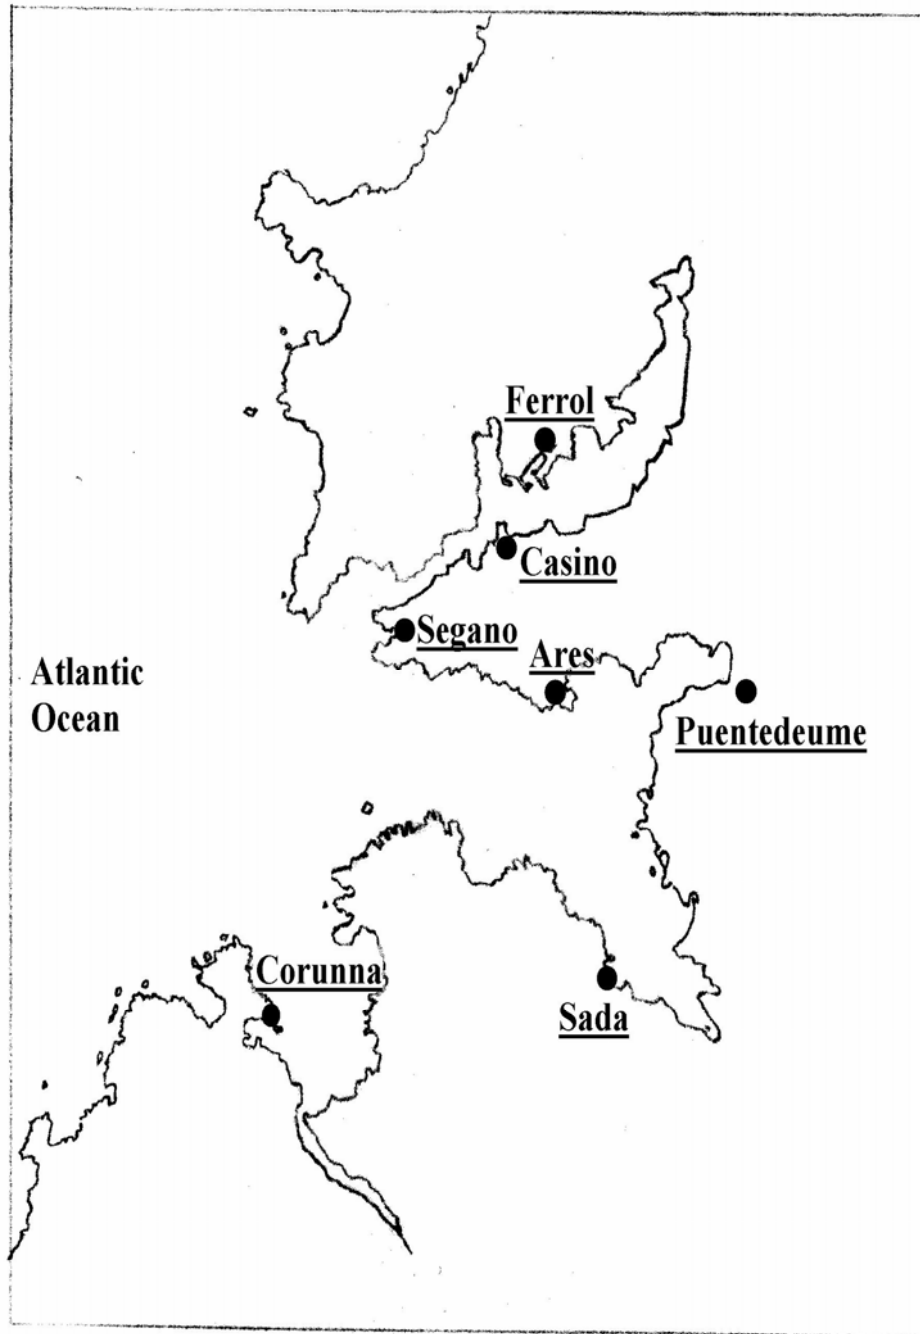 Ferrol
Casino
Segano
Ares
Atlantic
Ocean
Puentedeume
Corunna
Sada